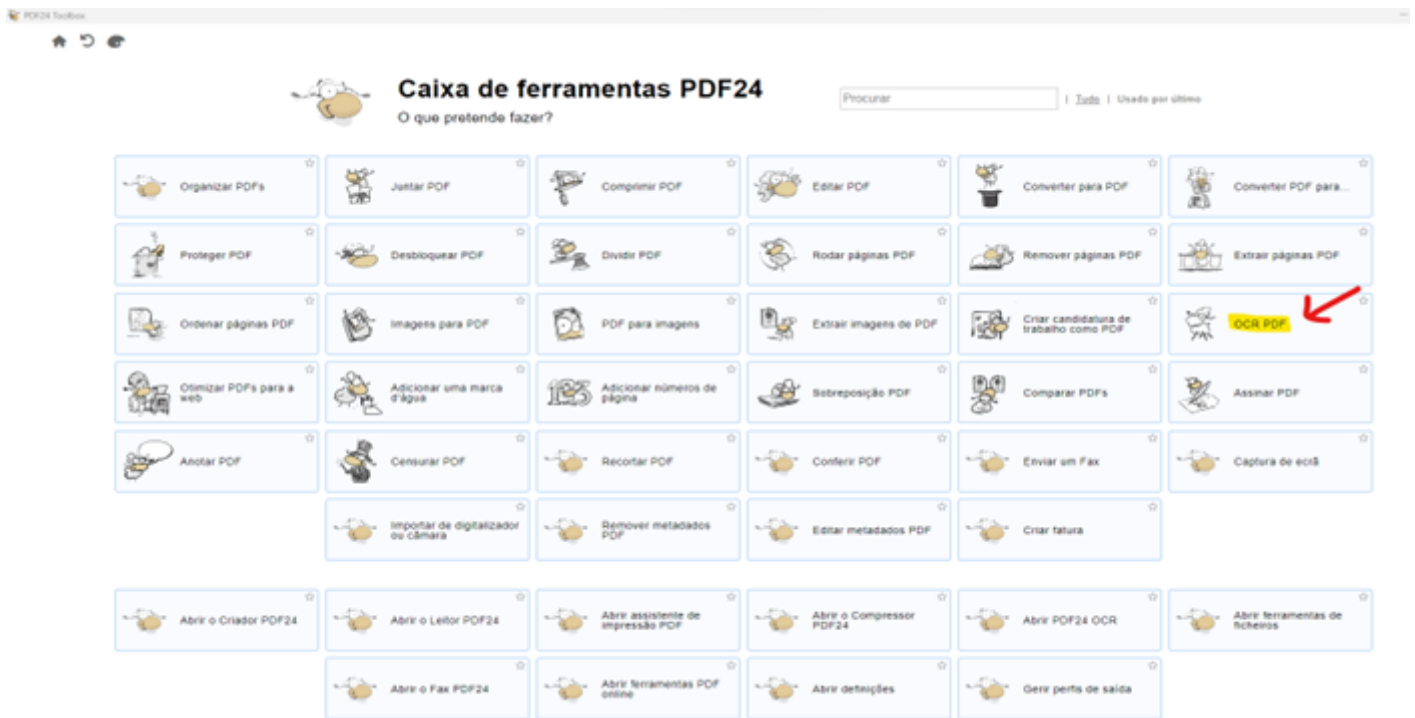 PDF24 Toolbox
Caixa de ferramentas PDF24
O que pretende fazer?
Procurar | Tudo | Usado por último
Organizar PDFs
Juntar PDF
Comprimir PDF
Editar PDF
Converter para PDF
Converter PDF para...
Proteger PDF
Desbloquear PDF
Dividir PDF
Rodar páginas PDF
Remover páginas PDF
Extrair páginas PDF
Ordenar páginas PDF
Imagens para PDF
PDF para imagens
Extrair imagens de PDF
Criar candidatura de
trabalho como PDF
OCR PDF
Otimizar PDFs para a
web
Adicionar uma marca
d'água
Adicionar números de
página
Sobreposição PDF
Comparar PDFs
Assinar PDF
Anotar PDF
Censurar PDF
Recortar PDF
Conferir PDF
Enviar um Fax
Captura de ecrã
Importar de digitalizador
ou câmara
Remover metadados
PDF
Editar metadados PDF
Criar fatura
Abrir o Criador PDF24
Abrir o Leitor PDF24
Abrir assistente de
impressão PDF
Abrir o Compressor
PDF24
Abrir PDF24 OCR
Abrir ferramentas de
ficheiros
Abrir o Fax PDF24
Abrir ferramentas PDF
online
Abrir definições
Gerir perfis de saída